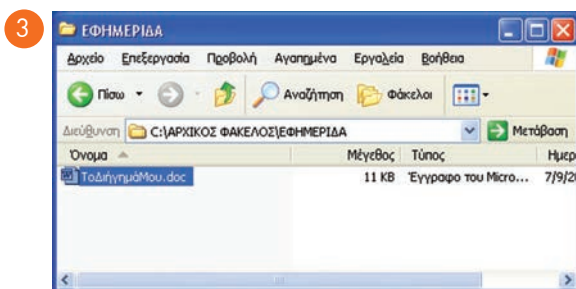 3
ΕΦΗΜΕΡΙΔΑ
Αρχείο Επεξεργασία Προβολή Αγαπημένα Εργαλεία Βοήθεια
Πίσω Αναζήτηση Φάκελοι
Διεύθυνση C:\ΑΡΧΙΚΟΣ ΦΑΚΕΛΟΣ\ΕΦΗΜΕΡΙΔΑ Μετάβαση
Όνομα Μέγεθος Τύπος Ημερ
ΤοΔιήγημάΜου.doc 11 KB Έγγραφο του Micro... 7/9/2